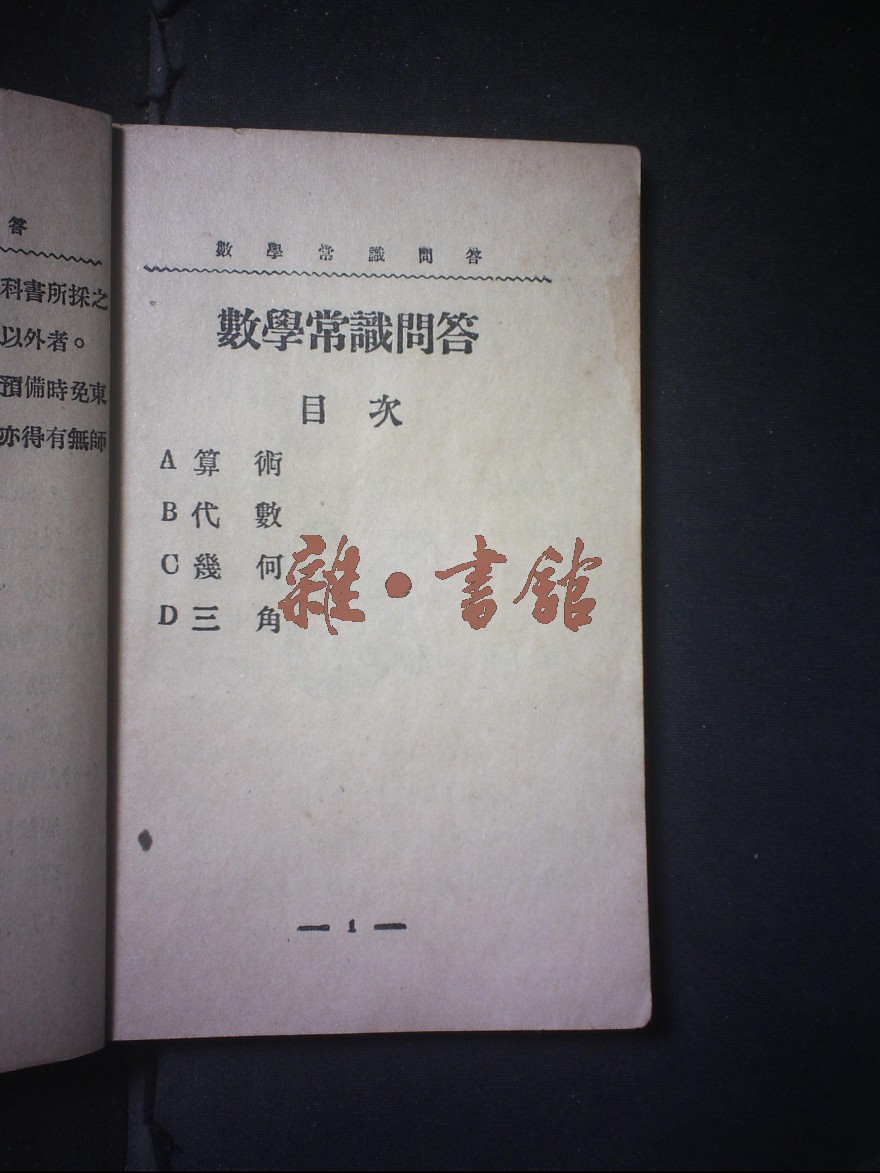 答
科書所採之
以外者。
預備時免東
亦得有無師
數學常識問答
數學常識問答
目次
A 算術
B 代數
C 幾何
D 三角
雜·書館
— 1 —